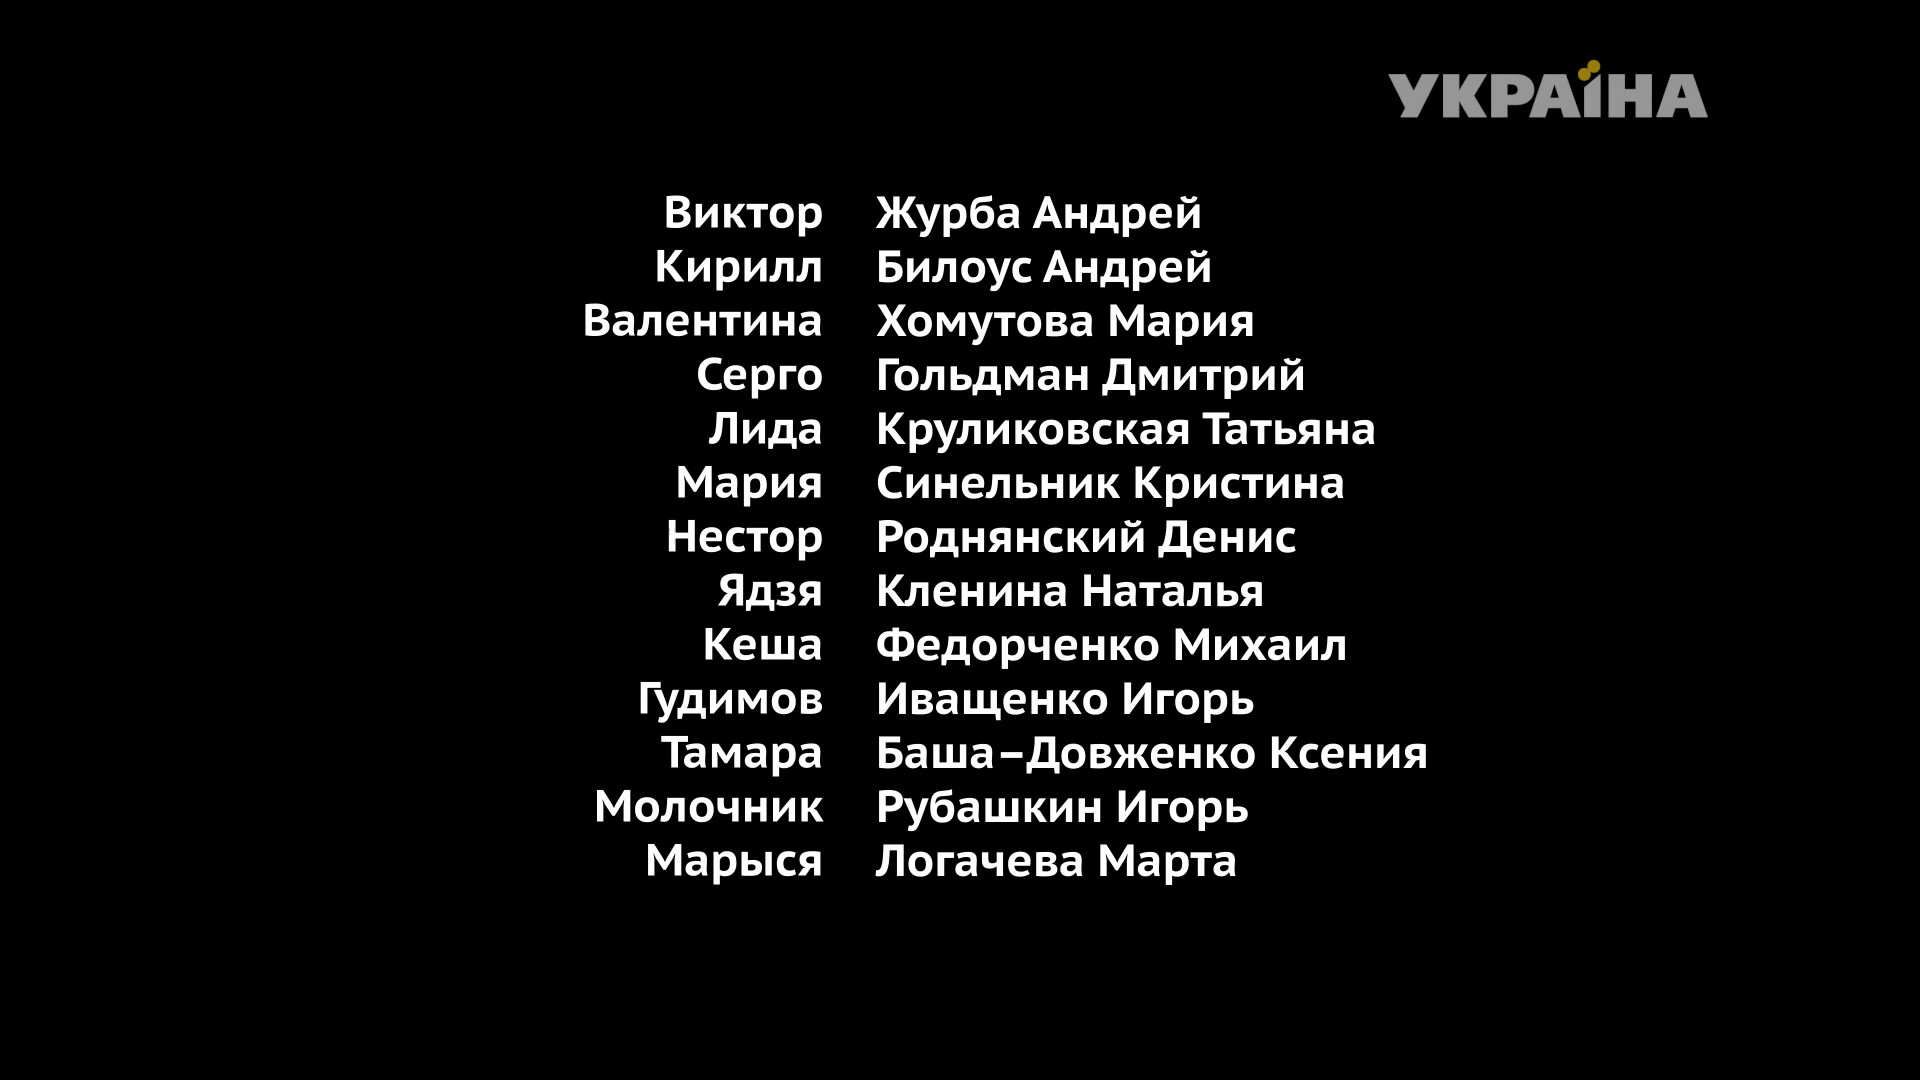 УКРАЇНА
Виктор Журба Андрей
Кирилл Билоус Андрей
Валентина Хомутова Мария
Серго Гольдман Дмитрий
Лида Круликовская Татьяна
Мария Синельник Кристина
Нестор Роднянский Денис
Ядзя Кленина Наталья
Кеша Федорченко Михаил
Гудимов Иващенко Игорь
Тамара Баша–Довженко Ксения
Молочник Рубашкин Игорь
Марыся Логачева Марта